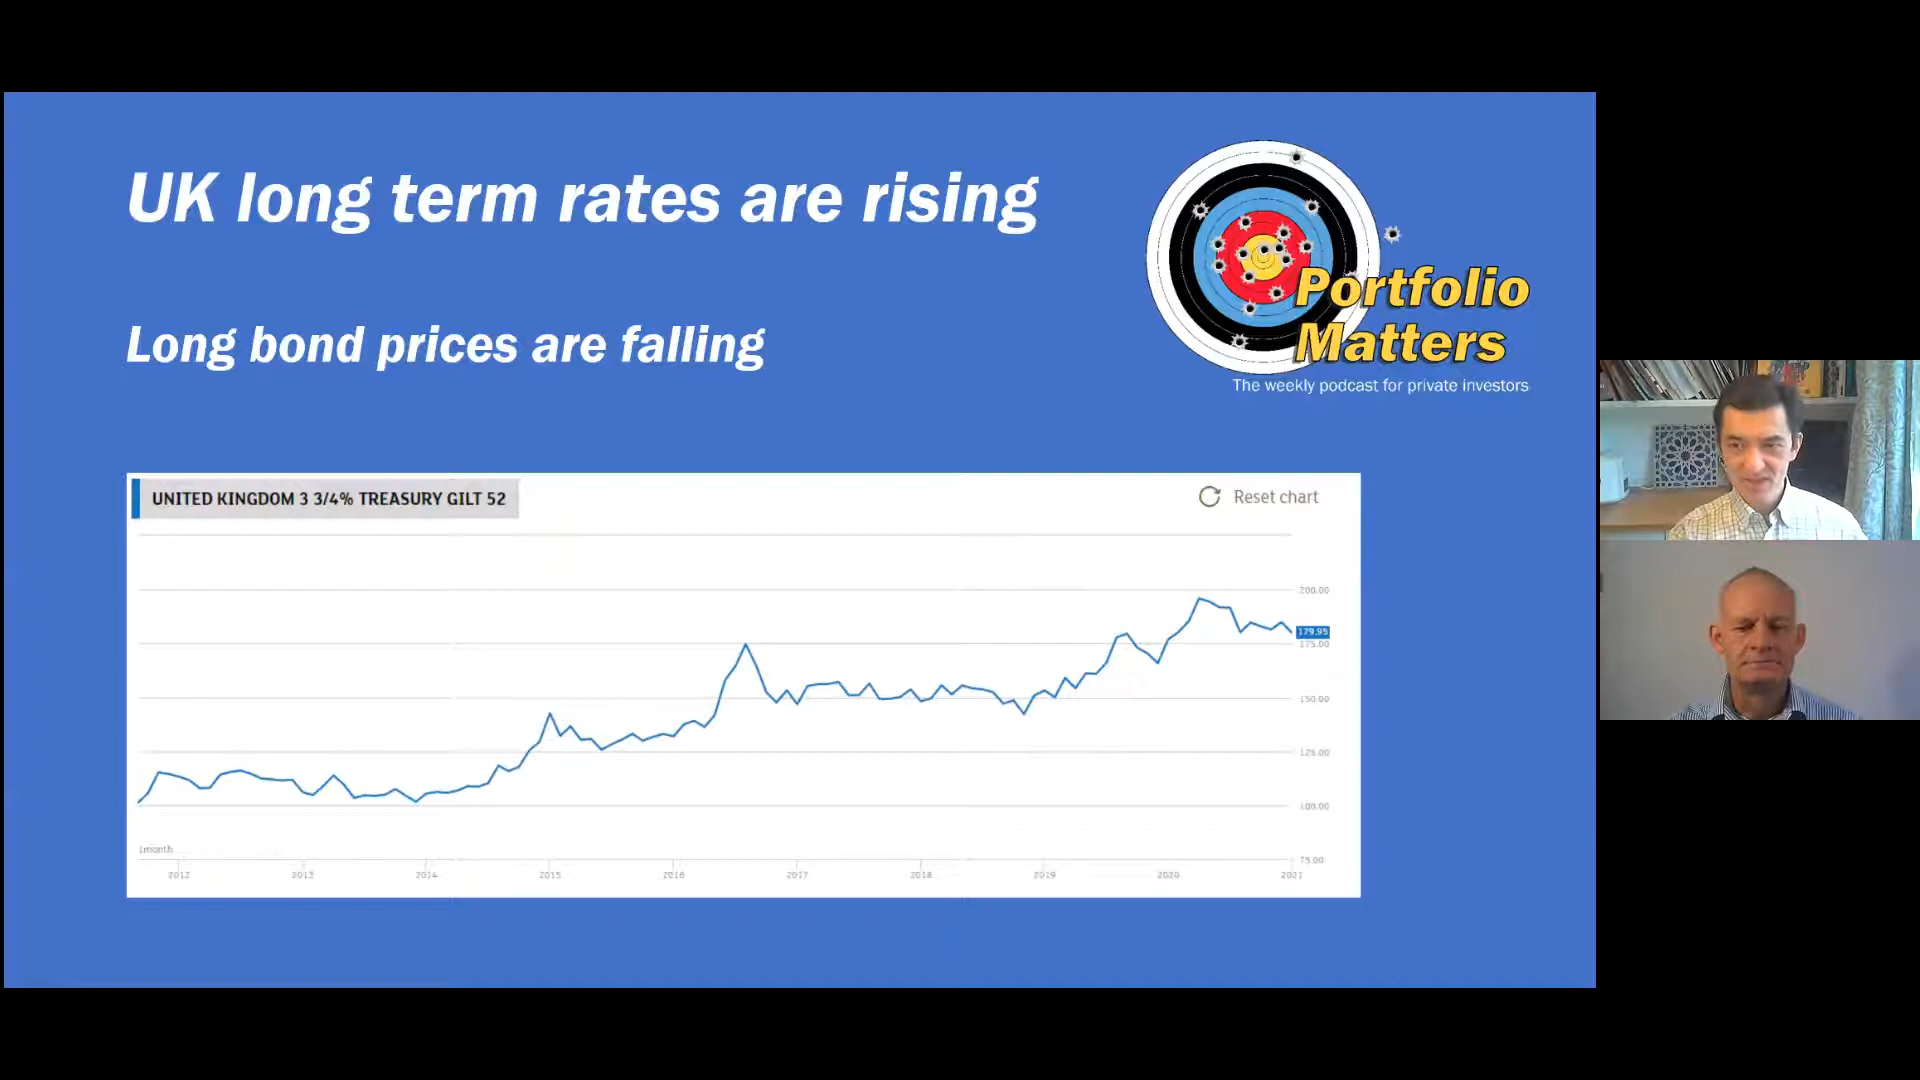 UK long term rates are rising
Portfolio
Matters
The weekly podcast for private investors
Long bond prices are falling
UNITED KINGDOM 3 3/4% TREASURY GILT 52
Reset chart
200.00
179.95
175.00
150.00
125.00
100.00
1month
75.00
2012 2013 2014 2015 2016 2017 2018 2019 2020 2021